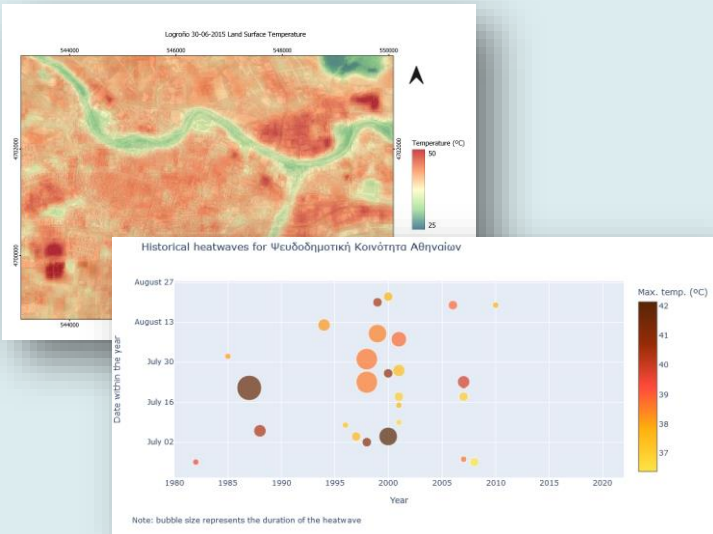 Logroño 30-06-2015 Land Surface Temperature
544000 546000 548000 550000
4702000
4702000
Temperature (ºC)
50
25
4700000
544000
Historical heatwaves for Ψευδοδημοτική Κοινότητα Αθηναίων
August 27
August 13
July 30
July 16
July 02
Date within the year
1980 1985 1990 1995 2000 2005 2010 2015 2020
Year
Max. temp. (ºC)
42
41
40
39
38
37
Note: bubble size represents the duration of the heatwave